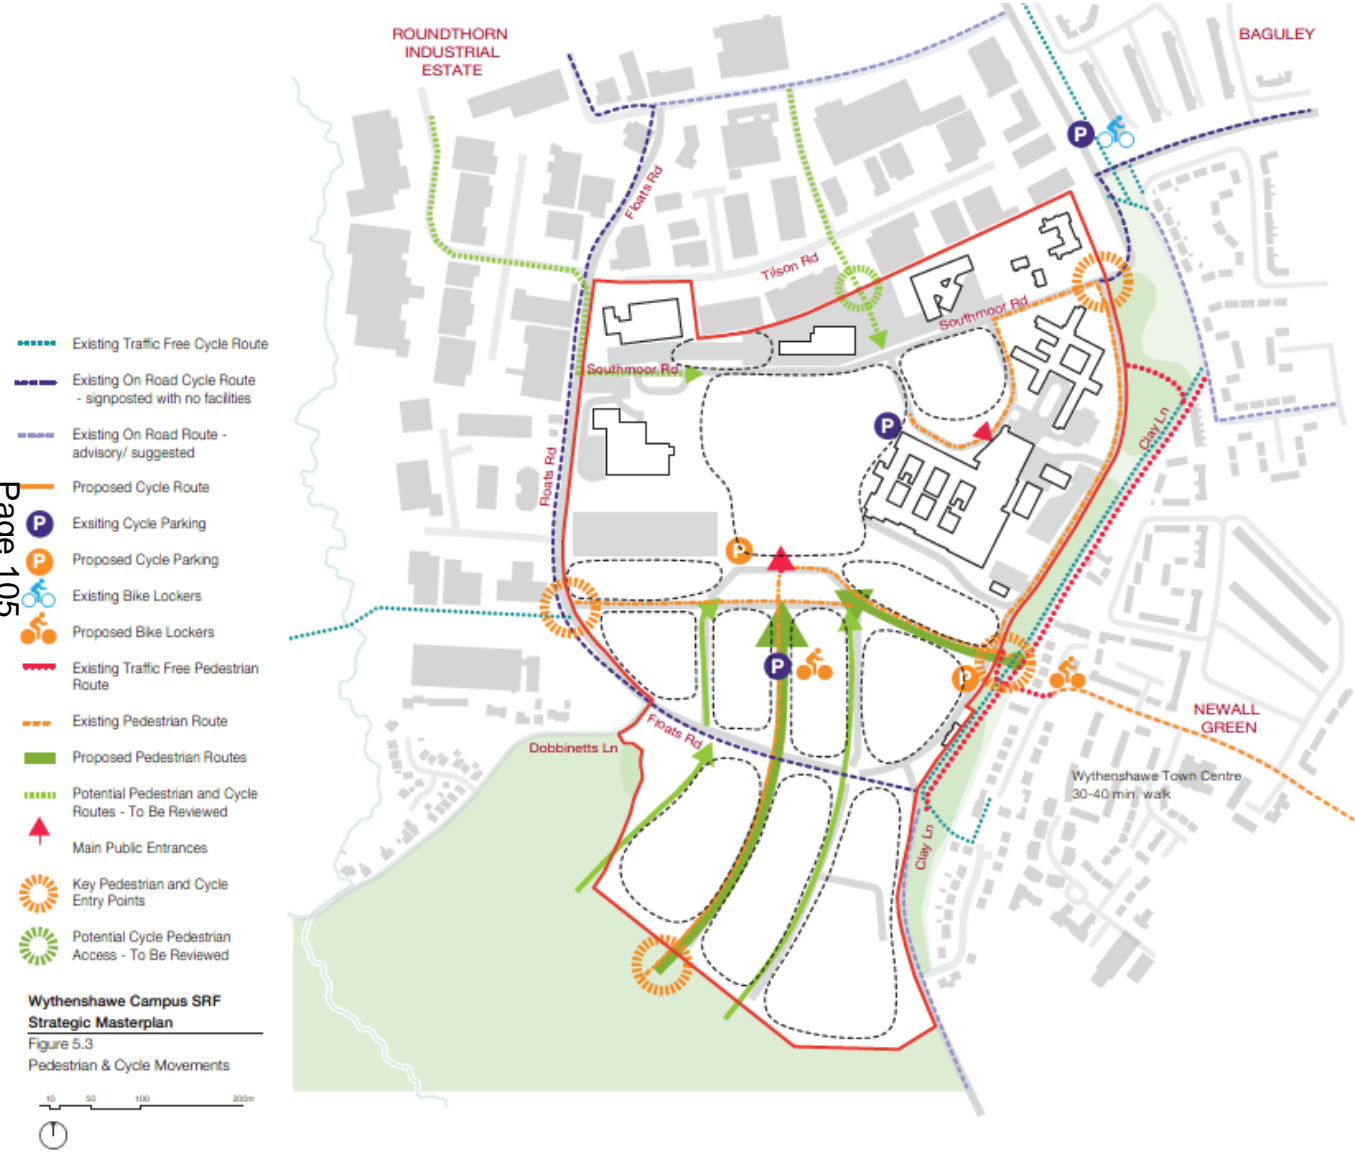 ROUNDTHORN
INDUSTRIAL
ESTATE
BAGULEY
P
Floats Rd
Tilson Rd
Southmoor Rd
Southmoor Rd
Clay Ln
P
Floats Rd
P
P
P
Floats Rd
Dobbinetts Ln
NEWALL
GREEN
Wythenshawe Town Centre
30-40 min. walk
Clay Ln
Page 105
Existing Traffic Free Cycle Route
Existing On Road Cycle Route
- signposted with no facilities
Existing On Road Route -
advisory/ suggested
Proposed Cycle Route
P Exsiting Cycle Parking
P Proposed Cycle Parking
Existing Bike Lockers
Proposed Bike Lockers
Existing Traffic Free Pedestrian
Route
Existing Pedestrian Route
Proposed Pedestrian Routes
Potential Pedestrian and Cycle
Routes - To Be Reviewed
Main Public Entrances
Key Pedestrian and Cycle
Entry Points
Potential Cycle Pedestrian
Access - To Be Reviewed
Wythenshawe Campus SRF
Strategic Masterplan
Figure 5.3
Pedestrian & Cycle Movements
10 50 100 200m